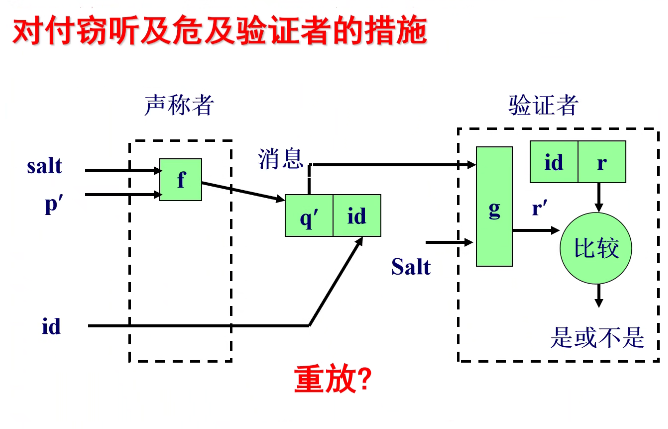 对付窃听及危及验证者的措施
声称者
验证者
salt
f
消息
id r
p′
q′ id
g
r′
比较
Salt
id
是或不是
重放?